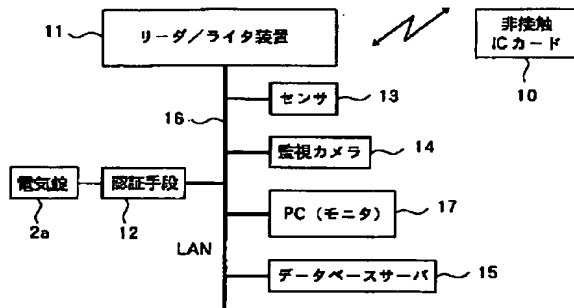 11
リーダ／ライタ装置
非接触
ICカード
10
センサ
13
16
監視カメラ
14
電気錠
認証手段
2a
12
PC（モニタ）
17
LAN
データベースサーバ
15